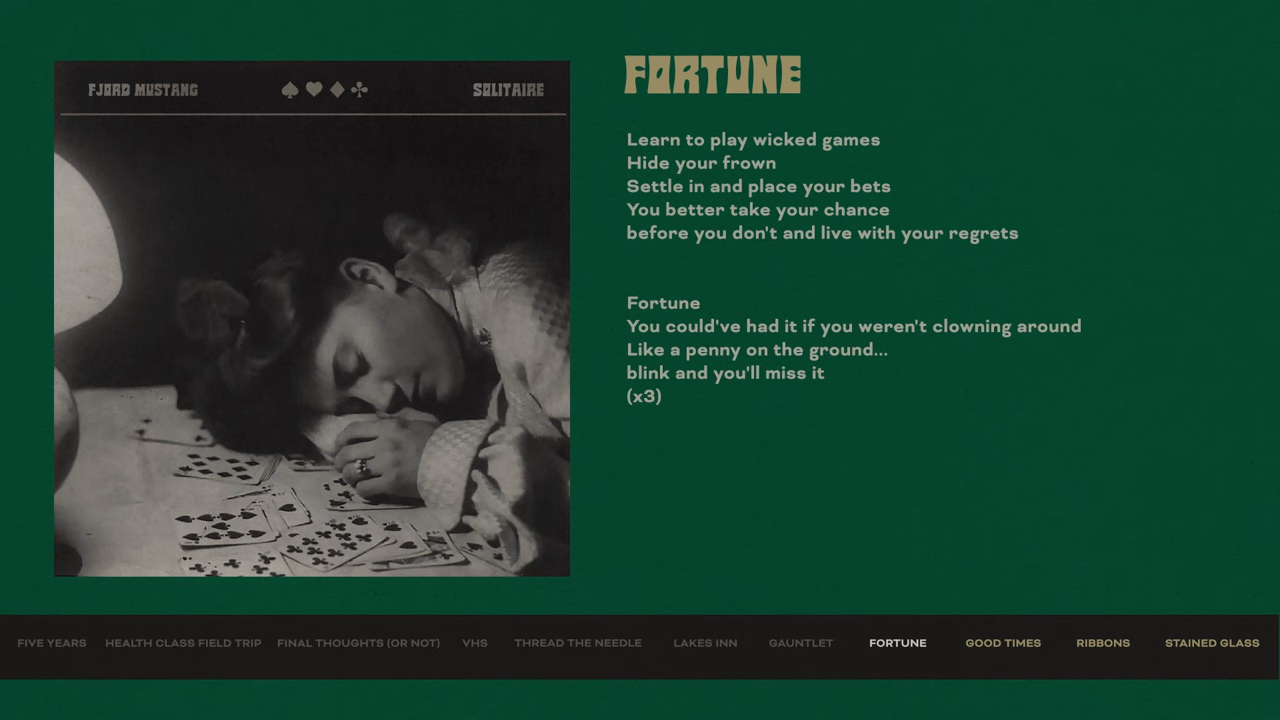 FJORD MUSTANG
SOLITAIRE
FORTUNE
Learn to play wicked games
Hide your frown
Settle in and place your bets
You better take your chance
before you don't and live with your regrets
Fortune
You could've had it if you weren't clowning around
Like a penny on the ground...
blink and you'll miss it
(x3)
FIVE YEARS
HEALTH CLASS FIELD TRIP
FINAL THOUGHTS (OR NOT)
VHS
THREAD THE NEEDLE
LAKES INN
GAUNTLET
FORTUNE
GOOD TIMES
RIBBONS
STAINED GLASS